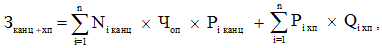 З канц+хп = n ∑ i=1 N i канц × Ч оп × P i канц + n ∑ i=1 P i хп × Q i хп ,